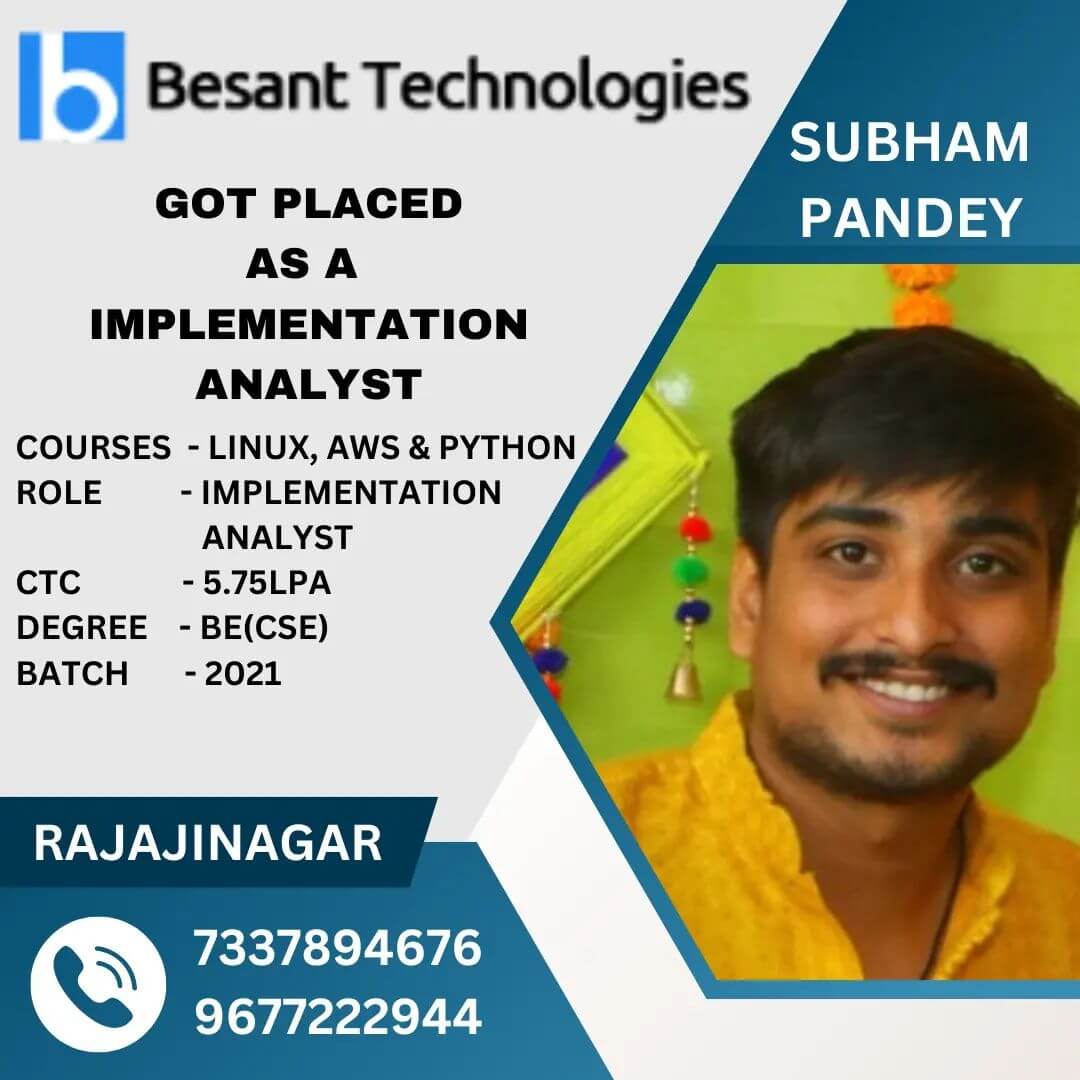 Besant Technologies
SUBHAM
PANDEY
GOT PLACED
AS A
IMPLEMENTATION
ANALYST
COURSES - LINUX, AWS & PYTHON
ROLE - IMPLEMENTATION
ANALYST
CTC - 5.75LPA
DEGREE - BE(CSE)
BATCH - 2021
RAJAJINAGAR
7337894676
9677222944